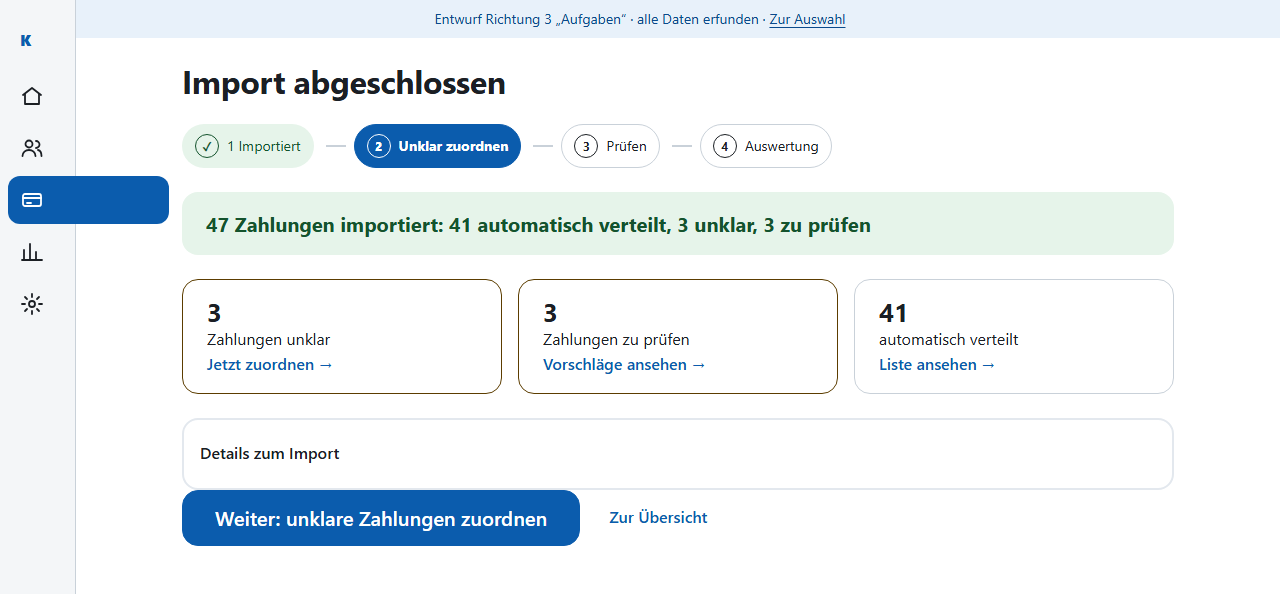 Entwurf Richtung 3 „Aufgaben“ · alle Daten erfunden · Zur Auswahl
K
Import abgeschlossen
✓ 1 Importiert
2 Unklar zuordnen
3 Prüfen
4 Auswertung
47 Zahlungen importiert: 41 automatisch verteilt, 3 unklar, 3 zu prüfen
3
Zahlungen unklar
Jetzt zuordnen →
3
Zahlungen zu prüfen
Vorschläge ansehen →
41
automatisch verteilt
Liste ansehen →
Details zum Import
Weiter: unklare Zahlungen zuordnen
Zur Übersicht